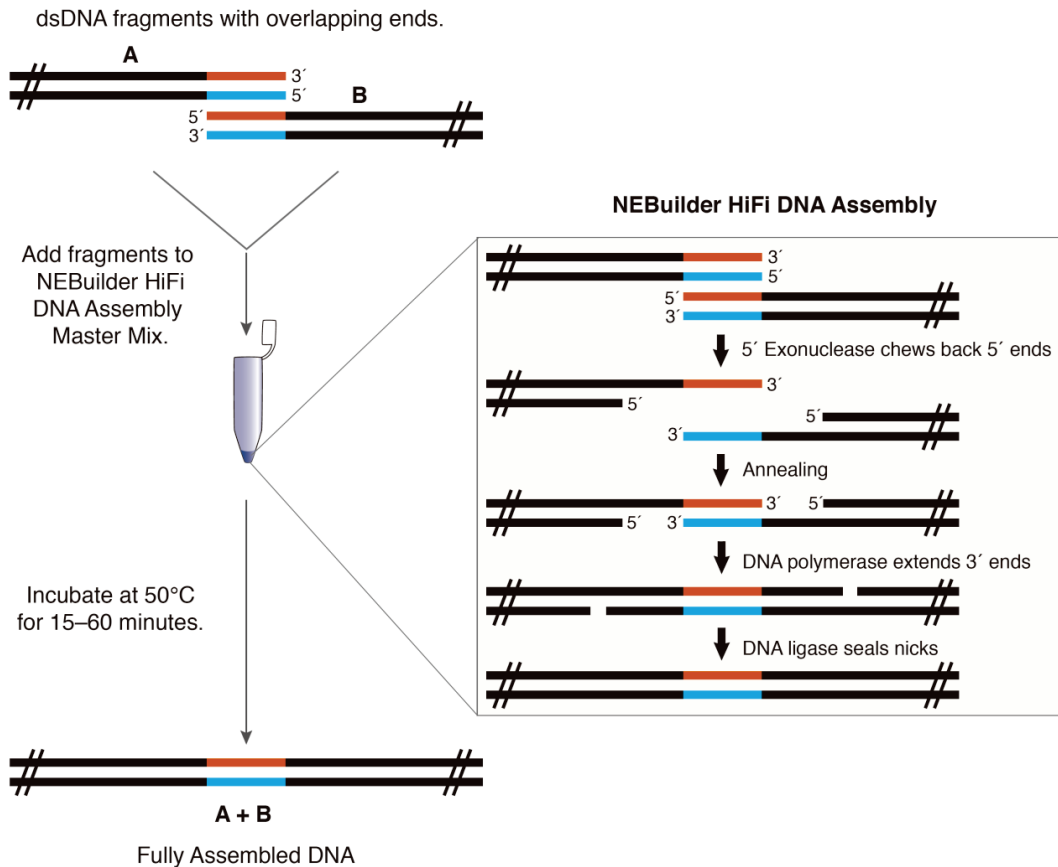 dsDNA fragments with overlapping ends.
A
3´
5´
B
5´
3´
Add fragments to
NEBuilder HiFi
DNA Assembly
Master Mix.
Incubate at 50°C
for 15–60 minutes.
A + B
Fully Assembled DNA
NEBuilder HiFi DNA Assembly
3´
5´
5´
3´
5´ Exonuclease chews back 5´ ends
3´
5´
5´
3´
Annealing
3´ 5´
5´ 3´
DNA polymerase extends 3´ ends
DNA ligase seals nicks